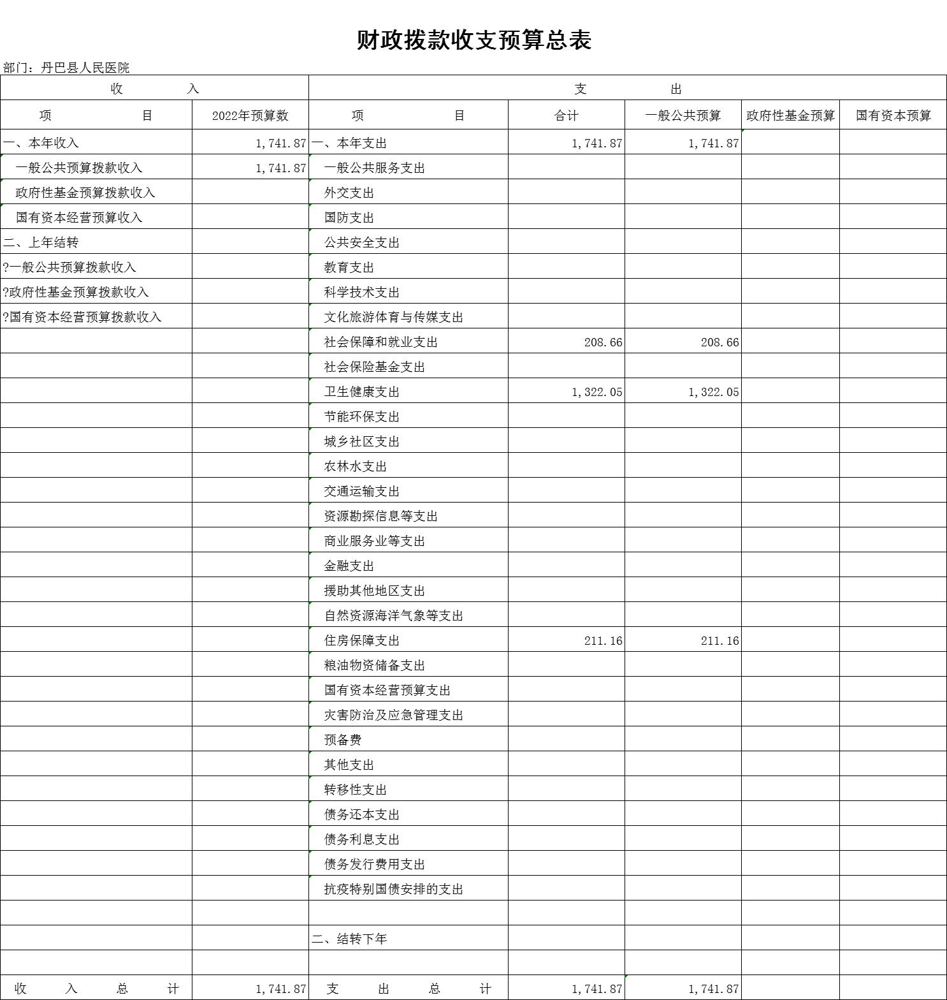 财政拨款收支预算总表
部门：丹巴县人民医院
收 入 支 出
项 目 2022年预算数 项 目 合计 一般公共预算 政府性基金预算 国有资本预算
一、本年收入 1,741.87 一、本年支出 1,741.87 1,741.87
一般公共预算拨款收入 1,741.87 一般公共服务支出
政府性基金预算拨款收入 外交支出
国有资本经营预算收入 国防支出
二、上年结转 公共安全支出
?一般公共预算拨款收入 教育支出
?政府性基金预算拨款收入 科学技术支出
?国有资本经营预算拨款收入 文化旅游体育与传媒支出
社会保障和就业支出 208.66 208.66
社会保险基金支出
卫生健康支出 1,322.05 1,322.05
节能环保支出
城乡社区支出
农林水支出
交通运输支出
资源勘探信息等支出
商业服务业等支出
金融支出
援助其他地区支出
自然资源海洋气象等支出
住房保障支出 211.16 211.16
粮油物资储备支出
国有资本经营预算支出
灾害防治及应急管理支出
预备费
其他支出
转移性支出
债务还本支出
债务利息支出
债务发行费用支出
抗疫特别国债安排的支出
二、结转下年
收 入 总 计 1,741.87 支 出 总 计 1,741.87 1,741.87